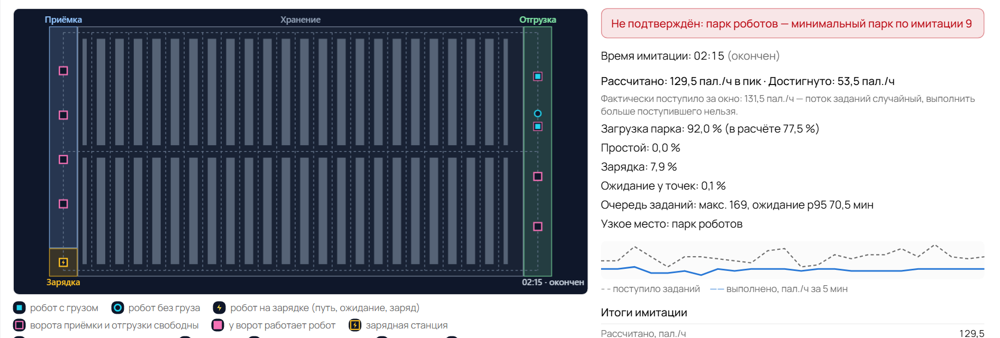 Приёмка
Хранение
Отгрузка
Зарядка
02:15 · окончен
робот с грузом
робот без груза
робот на зарядке (путь, ожидание, заряд)
ворота приёмки и отгрузки свободны
у ворот работает робот
зарядная станция
Не подтверждён: парк роботов — минимальный парк по имитации 9
Время имитации: 02:15 (окончен)
Рассчитано: 129,5 пал./ч в пик · Достигнуто: 53,5 пал./ч
Фактически поступило за окно: 131,5 пал./ч — поток заданий случайный, выполнить
больше поступившего нельзя.
Загрузка парка: 92,0 % (в расчёте 77,5 %)
Простой: 0,0 %
Зарядка: 7,9 %
Ожидание у точек: 0,1 %
Очередь заданий: макс. 169, ожидание p95 70,5 мин
Узкое место: парк роботов
- - поступило заданий —— выполнено, пал./ч за 5 мин
Итоги имитации
Рассчитано, пал./ч 129,5